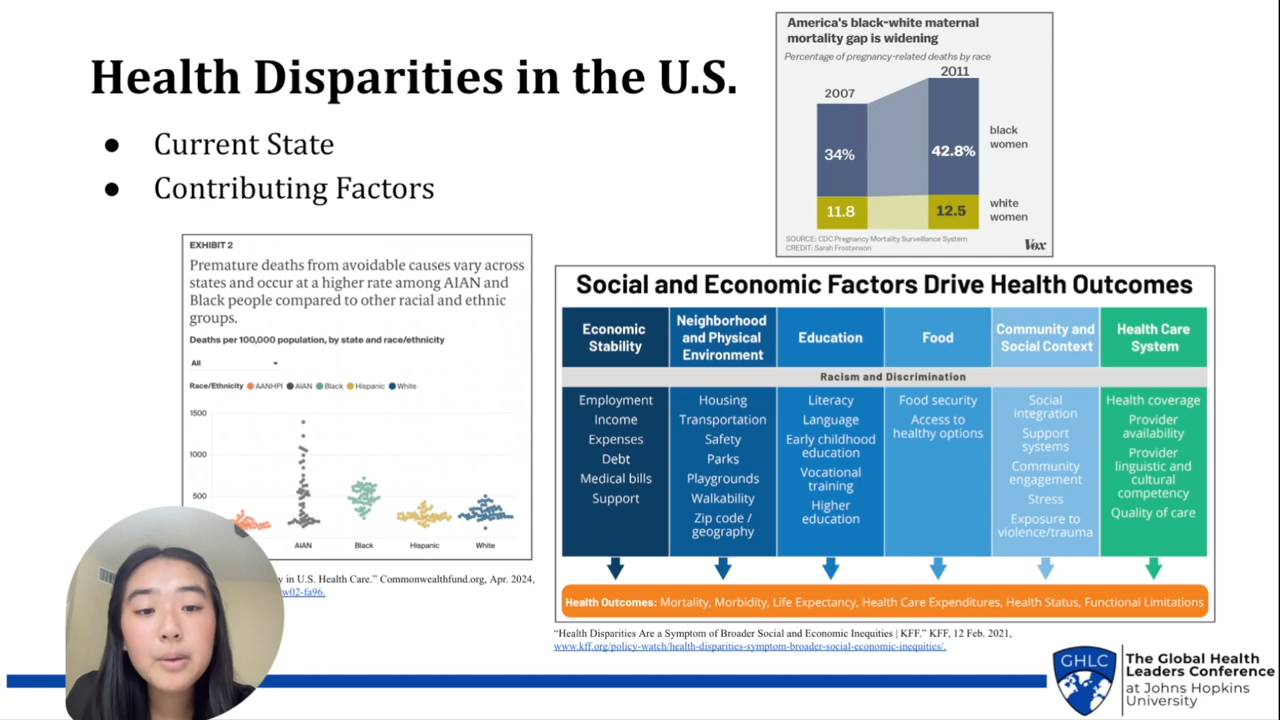 Health Disparities in the U.S.
● Current State
● Contributing Factors
America's black-white maternal
mortality gap is widening
Percentage of pregnancy-related deaths by race
2007
2011
34%
42.8%
black
women
11.8
12.5
white
women
SOURCE: CDC Pregnancy Mortality Surveillance System
CREDIT: Sarah Frostenson
Vox
EXHIBIT 2
Premature deaths from avoidable causes vary across
states and occur at a higher rate among AIAN and
Black people compared to other racial and ethnic
groups.
Deaths per 100,000 population, by state and race/ethnicity
All
Race/Ethnicity AANHPI AIAN Black Hispanic White
1500
1000
500
AIAN Black Hispanic White
y in U.S. Health Care.” Commonwealthfund.org, Apr. 2024,
w02-fa96.
Social and Economic Factors Drive Health Outcomes
Economic
Stability
Neighborhood
and Physical
Environment
Education
Food
Community and
Social Context
Health Care
System
Racism and Discrimination
Employment
Income
Expenses
Debt
Medical bills
Support
Housing
Transportation
Safety
Parks
Playgrounds
Walkability
Zip code /
geography
Literacy
Language
Early childhood
education
Vocational
training
Higher
education
Food security
Access to
healthy options
Social
integration
Support
systems
Community
engagement
Stress
Exposure to
violence/trauma
Health coverage
Provider
availability
Provider
linguistic and
cultural
competency
Quality of care
Health Outcomes: Mortality, Morbidity, Life Expectancy, Health Care Expenditures, Health Status, Functional Limitations
“Health Disparities Are a Symptom of Broader Social and Economic Inequities | KFF.” KFF, 12 Feb. 2021,
www.kff.org/policy-watch/health-disparities-symptom-broader-social-economic-inequities/.
GHLC
The Global Health
Leaders Conference
at Johns Hopkins
University